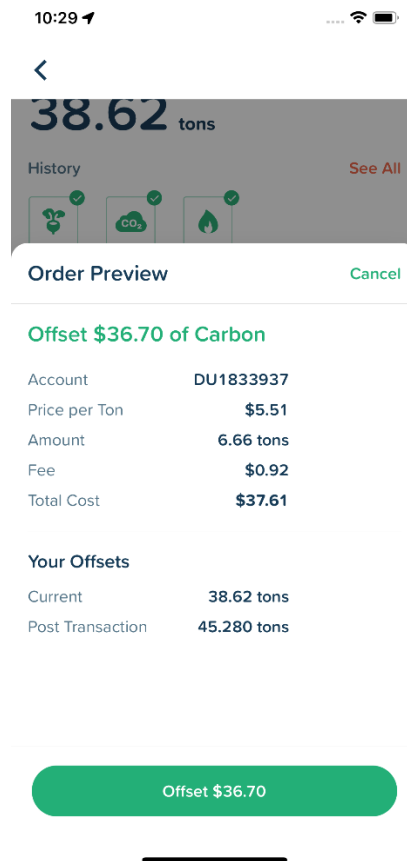 10:29
38.62 tons
History See All
CO2
Order Preview Cancel
Offset $36.70 of Carbon
Account DU1833937
Price per Ton $5.51
Amount 6.66 tons
Fee $0.92
Total Cost $37.61
Your Offsets
Current 38.62 tons
Post Transaction 45.280 tons
Offset $36.70